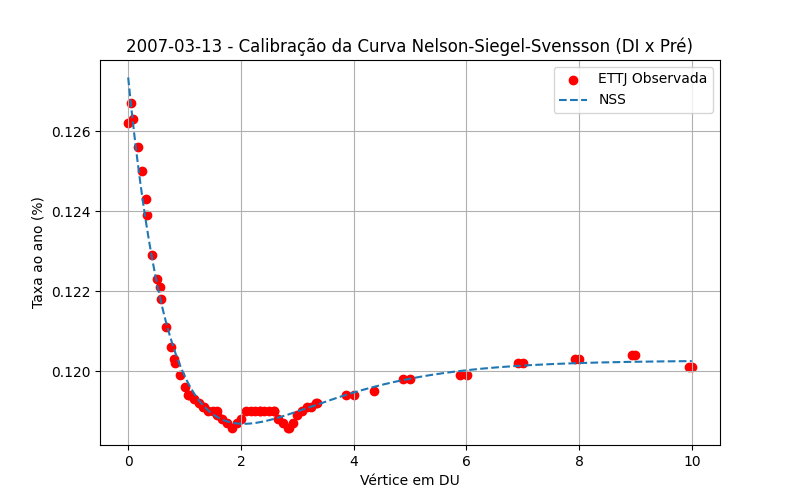 2007-03-13 - Calibração da Curva Nelson-Siegel-Svensson (DI x Pré)
ETTJ Observada
NSS
Taxa ao ano (%)
0.126
0.124
0.122
0.120
0 2 4 6 8 10
Vértice em DU